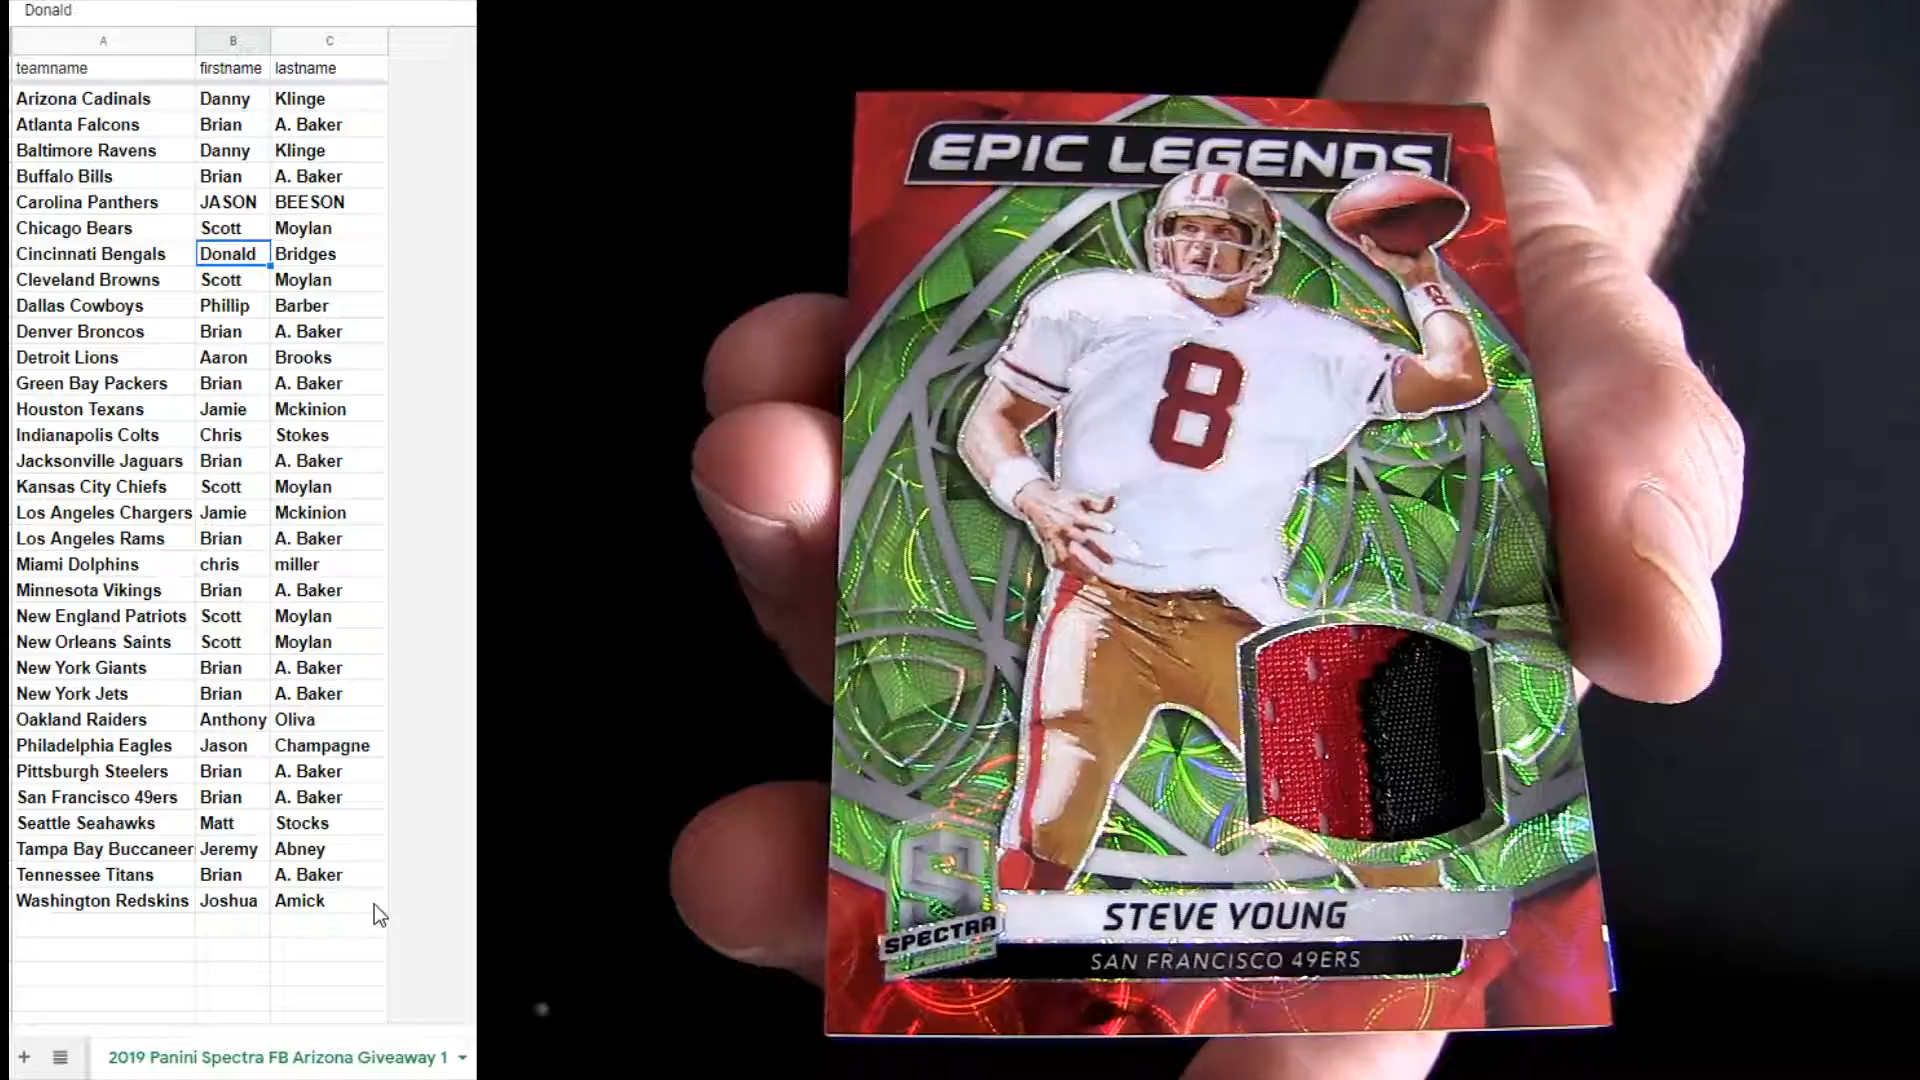 Donald
A B C
teamname firstname lastname
Arizona Cadinals Danny Klinge
Atlanta Falcons Brian A. Baker
Baltimore Ravens Danny Klinge
Buffalo Bills Brian A. Baker
Carolina Panthers JASON BEESON
Chicago Bears Scott Moylan
Cincinnati Bengals Donald Bridges
Cleveland Browns Scott Moylan
Dallas Cowboys Phillip Barber
Denver Broncos Brian A. Baker
Detroit Lions Aaron Brooks
Green Bay Packers Brian A. Baker
Houston Texans Jamie Mckinion
Indianapolis Colts Chris Stokes
Jacksonville Jaguars Brian A. Baker
Kansas City Chiefs Scott Moylan
Los Angeles Chargers Jamie Mckinion
Los Angeles Rams Brian A. Baker
Miami Dolphins chris miller
Minnesota Vikings Brian A. Baker
New England Patriots Scott Moylan
New Orleans Saints Scott Moylan
New York Giants Brian A. Baker
New York Jets Brian A. Baker
Oakland Raiders Anthony Oliva
Philadelphia Eagles Jason Champagne
Pittsburgh Steelers Brian A. Baker
San Francisco 49ers Brian A. Baker
Seattle Seahawks Matt Stocks
Tampa Bay Buccaneer Jeremy Abney
Tennessee Titans Brian A. Baker
Washington Redskins Joshua Amick
2019 Panini Spectra FB Arizona Giveaway 1
EPIC LEGENDS
8
8
S
SPECTRA
STEVE YOUNG
SAN FRANCISCO 49ERS